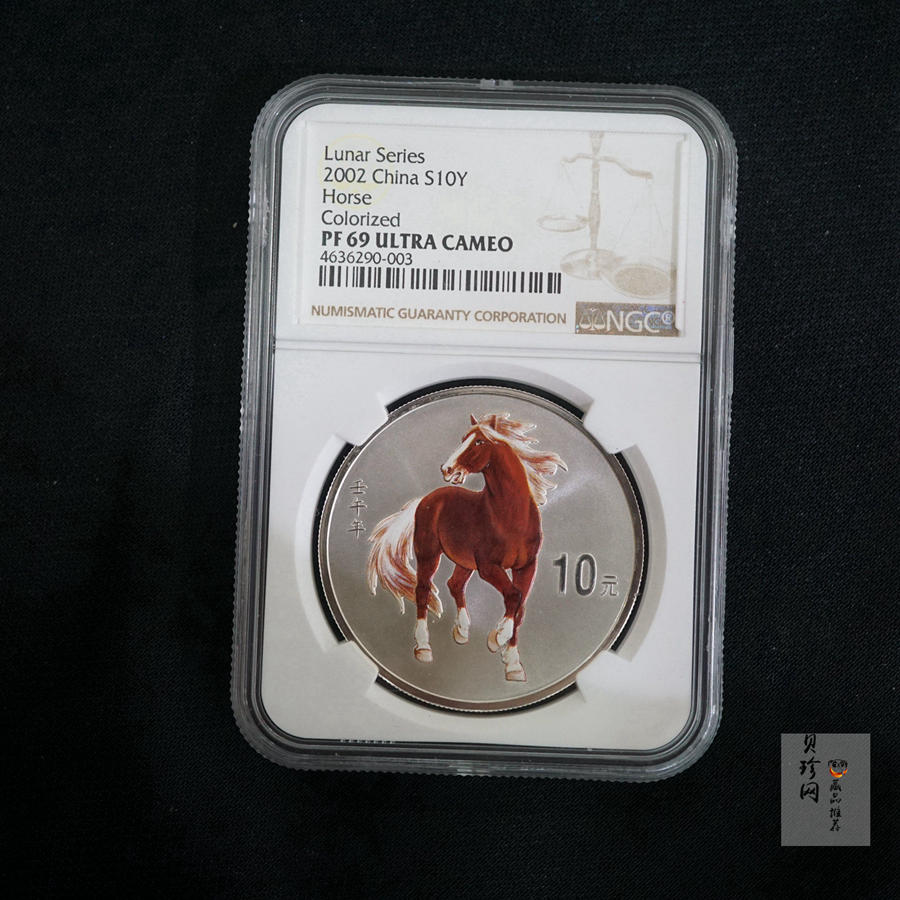 Lunar Series
2002 China S10Y
Horse
Colorized
PF 69 ULTRA CAMEO
4636290-003
NUMISMATIC GUARANTY CORPORATION
NGC®
壬午年
10元
贝珍网
藏品推荐